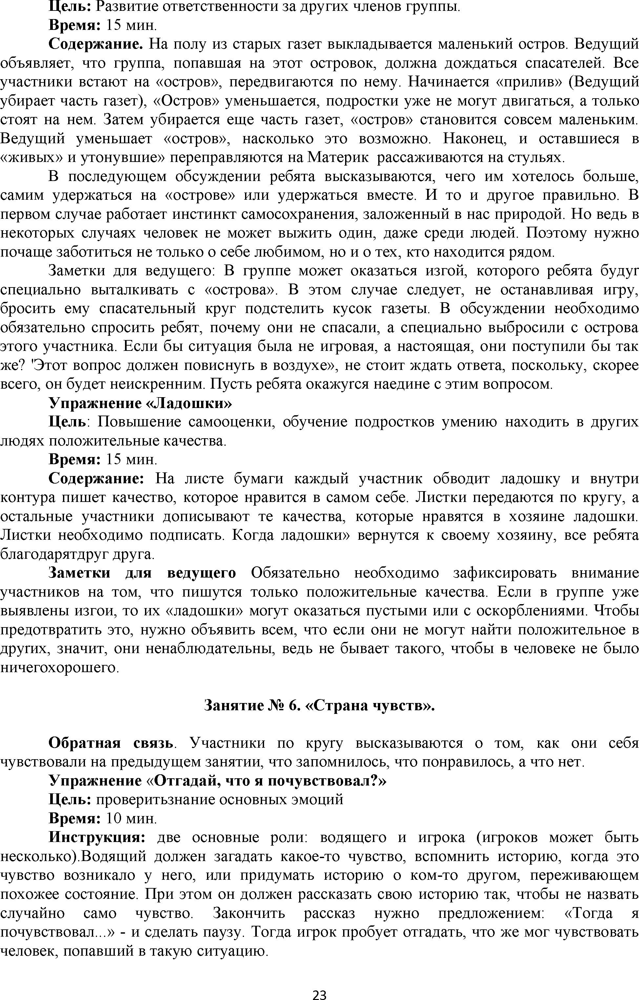 Цель: Развитие ответственности за других членов группы.
Время: 15 мин.
Содержание. На полу из старых газет выкладывается маленький остров. Ведущий
объявляет, что группа, попавшая на этот островок, должна дождаться спасателей. Все
участники встают на «остров», передвигаются по нему. Начинается «прилив» (Ведущий
убирает часть газет), «Остров» уменьшается, подростки уже не могут двигаться, а только
стоят на нем. Затем убирается еще часть газет, «остров» становится совсем маленьким.
Ведущий уменьшает «остров», насколько это возможно. Наконец, и оставшиеся в
«живых» и утонувшие» переправляются на Материк  рассаживаются на стульях.
В последующем обсуждении ребята высказываются, чего им хотелось больше,
самим удержаться на «острове» или удержаться вместе. И то и другое правильно. В
первом случае работает инстинкт самосохранения, заложенный в нас природой. Но ведь в
некоторых случаях человек не может выжить один, даже среди людей. Поэтому нужно
почаще заботиться не только о себе любимом, но и о тех, кто находится рядом.
Заметки для ведущего: В группе может оказаться изгой, которого ребята будуг
специально выталкивать с «острова». В этом случае следует, не останавливая игру,
бросить ему спасательный круг подстелить кусок газеты. В обсуждении необходимо
обязательно спросить ребят, почему они не спасали, а специально выбросили с острова
этого участника. Если бы ситуация была не игровая, а настоящая, они поступили бы так
же? 'Этот вопрос должен повиснугь в воздухе», не стоит ждать ответа, поскольку, скорее
всего, он будет неискренним. Пусть ребята окажугся наедине с этим вопросом.
Упражнение «Ладошки»
Цель: Повышение самооценки, обучение подростков умению находить в других
людях положительные качества.
Время: 15 мин.
Содержание: На листе бумаги каждый участник обводит ладошку и внутри
контура пишет качество, которое нравится в самом себе. Листки передаются по кругу, а
остальные участники дописывают те качества, которые нравятся в хозяине ладошки.
Листки необходимо подписать. Когда ладошки» вернутся к своему хозяину, все ребята
благодарятдруг друга.
Заметки для ведущего Обязательно необходимо зафиксировать внимание
участников на том, что пишутся только положительные качества. Если в группе уже
выявлены изгои, то их «ладошки» могут оказаться пустыми или с оскорблениями. Чтобы
предотвратить это, нужно объявить всем, что если они не могут найти положительное в
других, значит, они ненаблюдательны, ведь не бывает такого, чтобы в человеке не было
ничегохорошего.
Занятие № 6. «Страна чувств».
Обратная связь. Участники по кругу высказываются о том, как они себя
чувствовали на предыдущем занятии, что запомнилось, что понравилось, а что нет.
Упражнение «Отгадай, что я почувствовал?»
Цель: проверитьзнание основных эмоций
Время: 10 мин.
Инструкция: две основные роли: водящего и игрока (игроков может быть
несколько).Водящий должен загадать какое-то чувство, вспомнить историю, когда это
чувство возникало у него, или придумать историю о ком-то другом, переживающем
похожее состояние. При этом он должен рассказать свою историю так, чтобы не назвать
случайно само чувство. Закончить рассказ нужно предложением: «Тогда я
почувствовал...» - и сделать паузу. Тогда игрок пробует отгадать, что же мог чувствовать
человек, попавший в такую ситуацию.
23